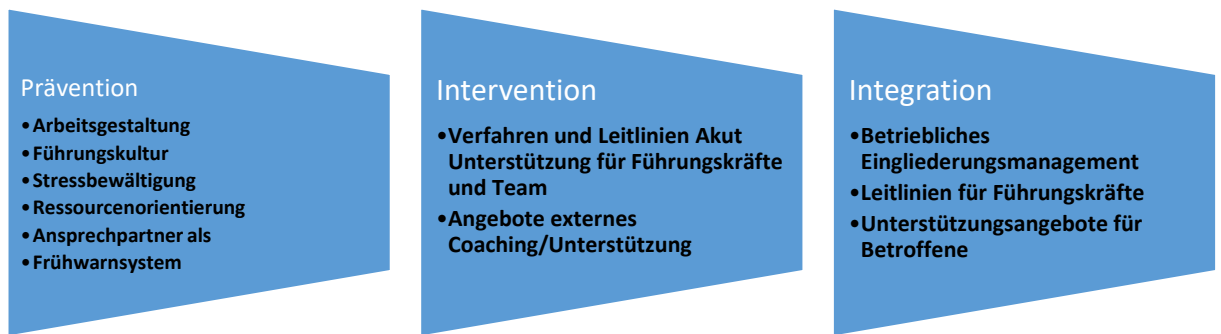 Prävention
•Arbeitsgestaltung
•Führungskultur
•Stressbewältigung
•Ressourcenorientierung
•Ansprechpartner als
•Frühwarnsystem
Intervention
•Verfahren und Leitlinien Akut
Unterstützung für Führungskräfte
und Team
•Angebote externes
Coaching/Unterstützung
Integration
•Betriebliches
Eingliederungsmanagement
•Leitlinien für Führungskräfte
•Unterstützungsangebote für
Betroffene